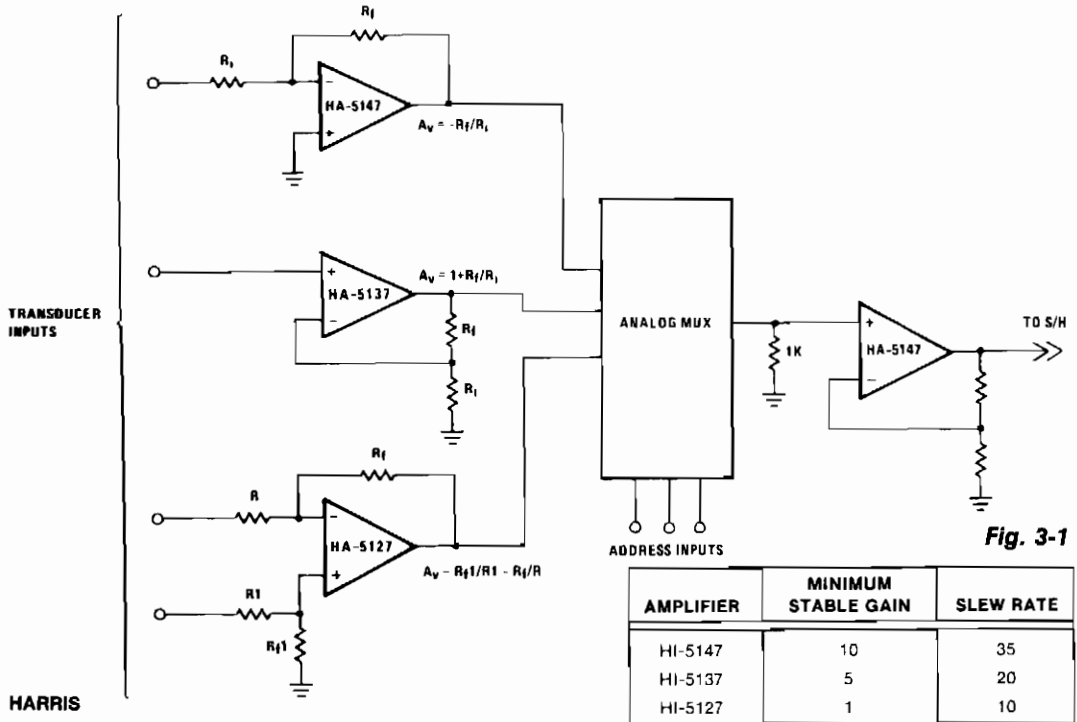 Rf
Ri
−
HA-5147
+
Av = -Rf/Ri
+
HA-5137
−
Av = 1+Rf/Ri
Rf
Ri
TRANSDUCER
INPUTS
ANALOG MUX
1K
+
HA-5147
−
TO S/H
Rf
R
−
HA-5127
+
Av - Rf1/R1 - Rf/R
R1
Rf1
ADDRESS INPUTS
Fig. 3-1
AMPLIFIER MINIMUM STABLE GAIN SLEW RATE
HI-5147 10 35
HI-5137 5 20
HI-5127 1 10
HARRIS